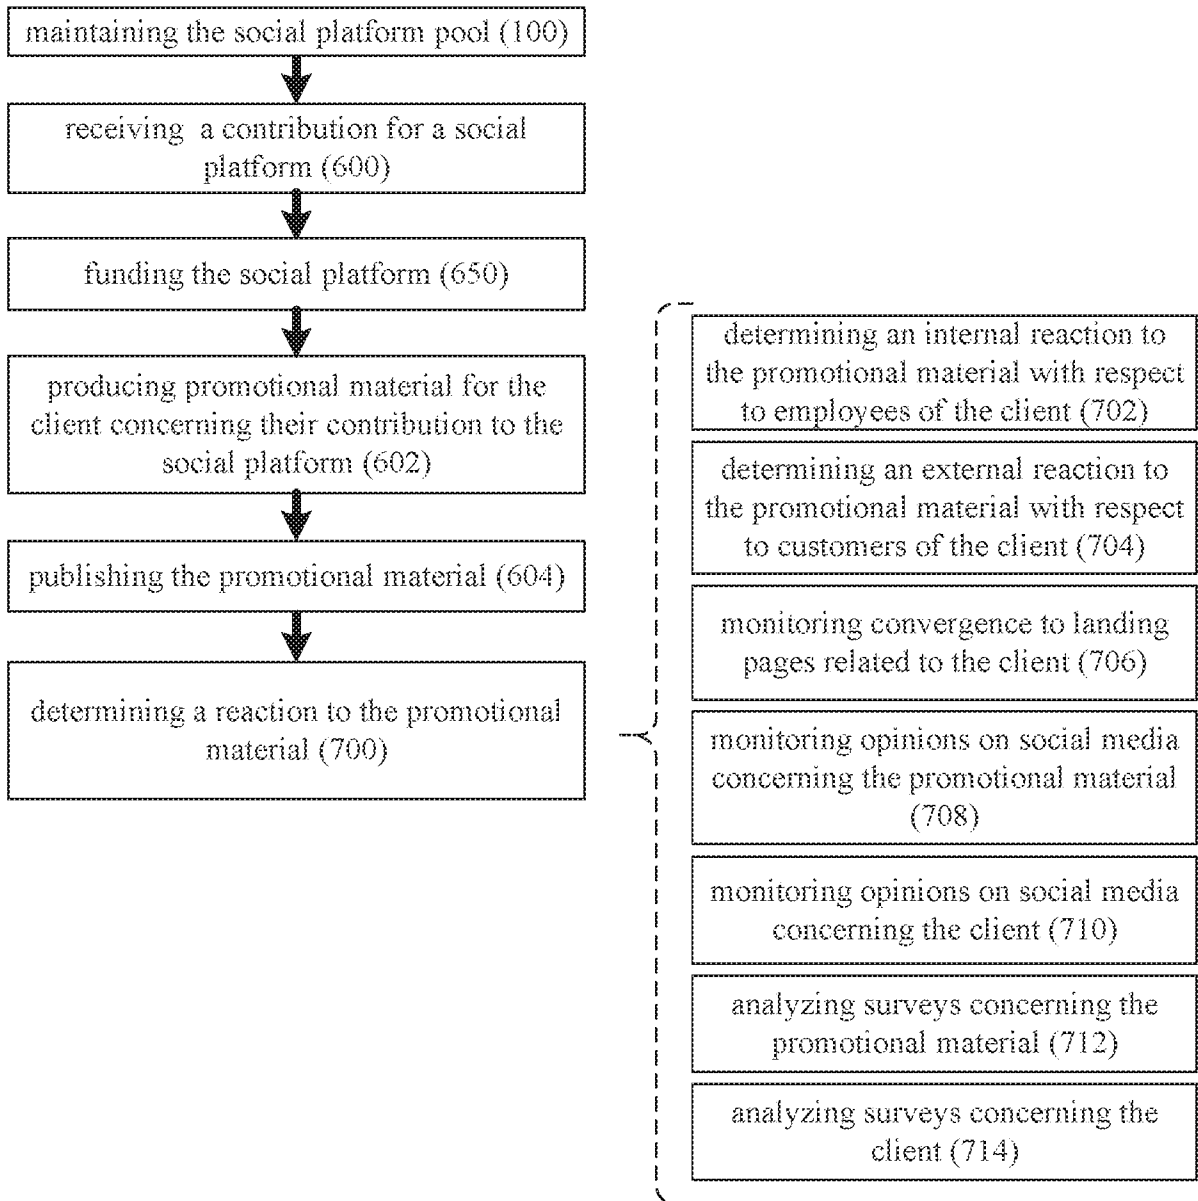 maintaining the social platform pool (100)
receiving a contribution for a social
platform (600)
funding the social platform (650)
producing promotional material for the
client concerning their contribution to the
social platform (602)
publishing the promotional material (604)
determining a reaction to the promotional
material (700)
determining an internal reaction to
the promotional material with respect
to employees of the client (702)
determining an external reaction to
the promotional material with respect
to customers of the client (704)
monitoring convergence to landing
pages related to the client (706)
monitoring opinions on social media
concerning the promotional material
(708)
monitoring opinions on social media
concerning the client (710)
analyzing surveys concerning the
promotional material (712)
analyzing surveys concerning the
client (714)